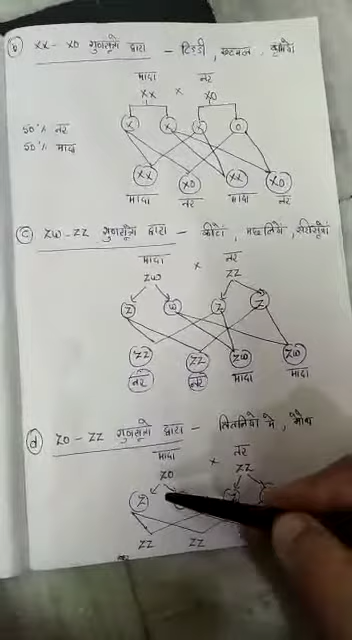 (b) XX - XO गुणसूत्रो द्वारा - टिड्डी, खटमल,
मादा नर
XX × XO
50% नर
X X X O
50% मादा
XX XO XX XO
मादा नर मादा नर
(c) ZW - ZZ गुणसूत्रो द्वारा - कीटों, मछलियों, सरीसृपों
मादा नर
ZW × ZZ
Z W Z Z
ZZ ZZ ZW ZW
नर नर मादा मादा
(d) ZO - ZZ गुणसूत्रो द्वारा - तितलियो मे,
मादा नर
ZO × ZZ
Z
ZZ ZZ